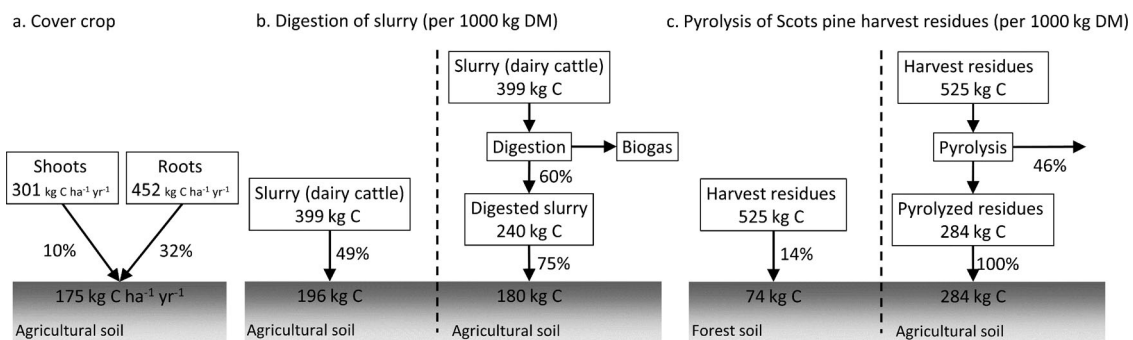 a. Cover crop
Shoots
301 kg C ha⁻¹ yr⁻¹
Roots
452 kg C ha⁻¹ yr⁻¹
10%
32%
175 kg C ha⁻¹ yr⁻¹
Agricultural soil
b. Digestion of slurry (per 1000 kg DM)
Slurry (dairy cattle)
399 kg C
49%
196 kg C
Agricultural soil
Slurry (dairy cattle)
399 kg C
Digestion
Biogas
60%
Digested slurry
240 kg C
75%
180 kg C
Agricultural soil
c. Pyrolysis of Scots pine harvest residues (per 1000 kg DM)
Harvest residues
525 kg C
14%
74 kg C
Forest soil
Harvest residues
525 kg C
Pyrolysis
46%
Pyrolyzed residues
284 kg C
100%
284 kg C
Agricultural soil